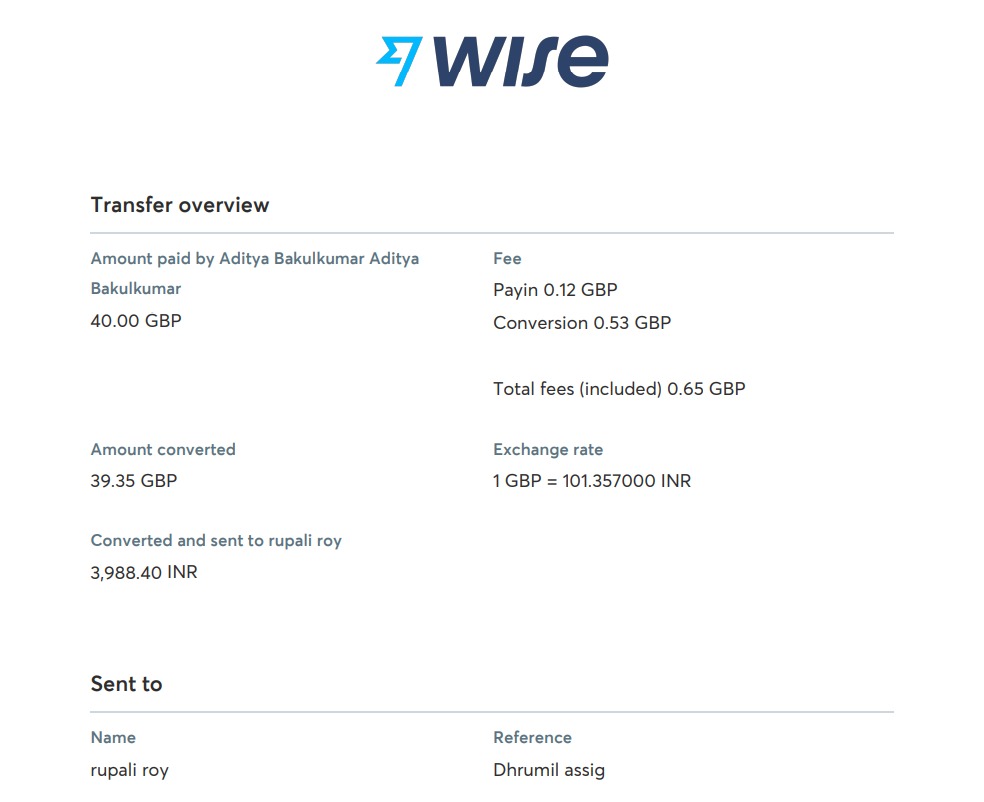 wise
Transfer overview
Amount paid by Aditya Bakulkumar Aditya
Bakulkumar
40.00 GBP
Fee
Payin 0.12 GBP
Conversion 0.53 GBP
Total fees (included) 0.65 GBP
Amount converted
39.35 GBP
Exchange rate
1 GBP = 101.357000 INR
Converted and sent to rupali roy
3,988.40 INR
Sent to
Name
rupali roy
Reference
Dhrumil assig